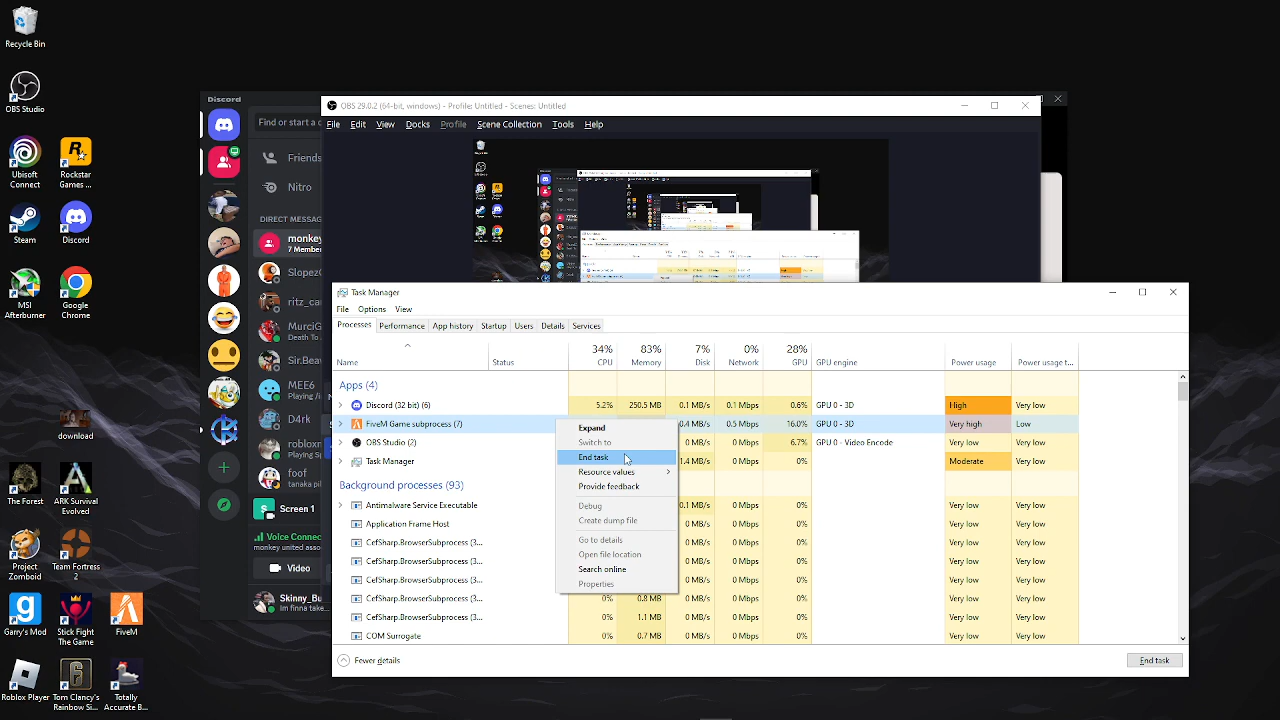 Recycle Bin
OBS Studio
Ubisoft
Connect
Rockstar
Games ...
Steam
Discord
MSI
Afterburner
Google
Chrome
download
The Forest
ARK Survival
Evolved
Project
Zomboid
Team Fortress
2
Garry's Mod
Stick Fight
The Game
FiveM
Roblox Player
Tom Clancy's
Rainbow Si...
Totally
Accurate B...
Discord
Find or start a c
Friends
Nitro
DIRECT MESSAG
monkey
7 Member
Slopez
ritz_ca
MurciG
Death To
Sir.Bea
MEE6
Playing /i
D4rk
roblox
Playing S
foof
tanaka pi
Screen 1
Voice Connec
monkey united asso
Video
Skinny_Bu
Im finna take
OBS 29.0.2 (64-bit, windows) - Profile: Untitled - Scenes: Untitled
File Edit View Docks Profile Scene Collection Tools Help
Task Manager
File Options View
Processes Performance App history Startup Users Details Services
34% 83% 7% 0% 28%
Name Status CPU Memory Disk Network GPU GPU engine Power usage Power usage t...
Apps (4)
Discord (32 bit) (6) 5.2% 250.5 MB 0.1 MB/s 0.1 Mbps 0.6% GPU 0 - 3D High Very low
FiveM Game subprocess (7) 0.4 MB/s 0.5 Mbps 16.0% GPU 0 - 3D Very high Low
OBS Studio (2) 0 MB/s 0 Mbps 6.7% GPU 0 - Video Encode Very low Very low
Task Manager 1.4 MB/s 0 Mbps 0% Moderate Very low
Background processes (93)
Antimalware Service Executable 0.1 MB/s 0 Mbps 0% Very low Very low
Application Frame Host 0 MB/s 0 Mbps 0% Very low Very low
CefSharp.BrowserSubprocess (3... 0 MB/s 0 Mbps 0% Very low Very low
CefSharp.BrowserSubprocess (3... 0 MB/s 0 Mbps 0% Very low Very low
CefSharp.BrowserSubprocess (3... 0 MB/s 0 Mbps 0% Very low Very low
CefSharp.BrowserSubprocess (3... 0% 0.8 MB 0 MB/s 0 Mbps 0% Very low Very low
CefSharp.BrowserSubprocess (3... 0% 1.1 MB 0 MB/s 0 Mbps 0% Very low Very low
COM Surrogate 0% 0.7 MB 0 MB/s 0 Mbps 0% Very low Very low
Expand
Switch to
End task
Resource values
Provide feedback
Debug
Create dump file
Go to details
Open file location
Search online
Properties
Fewer details
End task